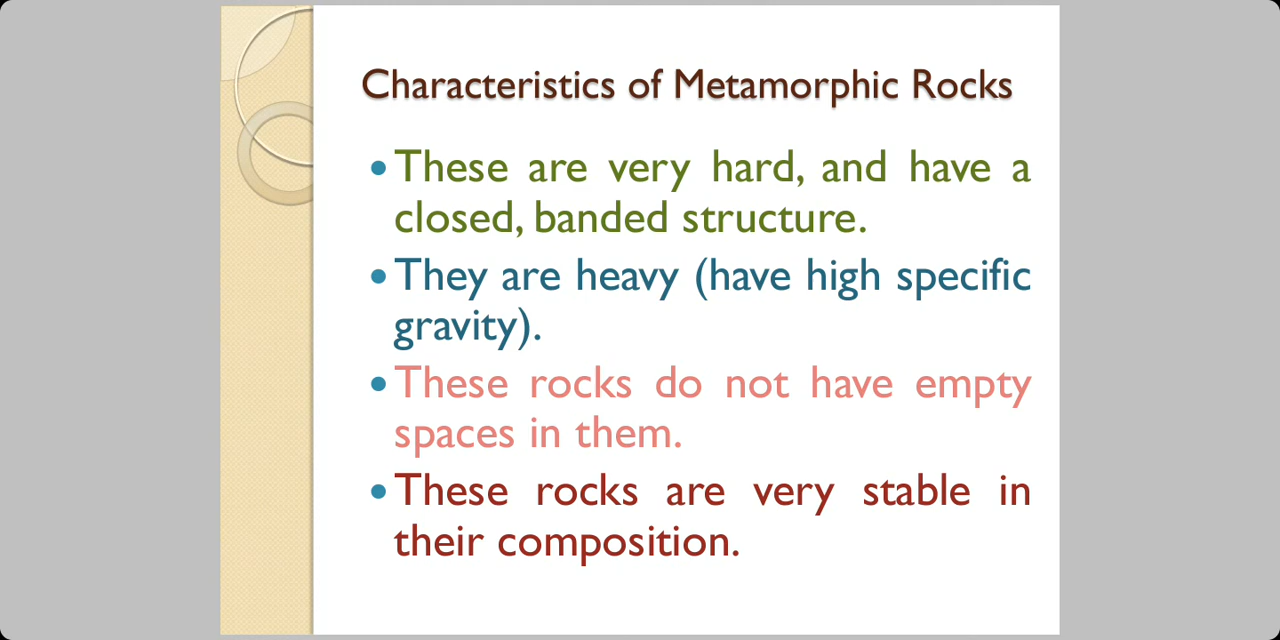 Characteristics of Metamorphic Rocks
•These are very hard, and have a
closed, banded structure.
•They are heavy (have high specific
gravity).
•These rocks do not have empty
spaces in them.
•These rocks are very stable in
their composition.